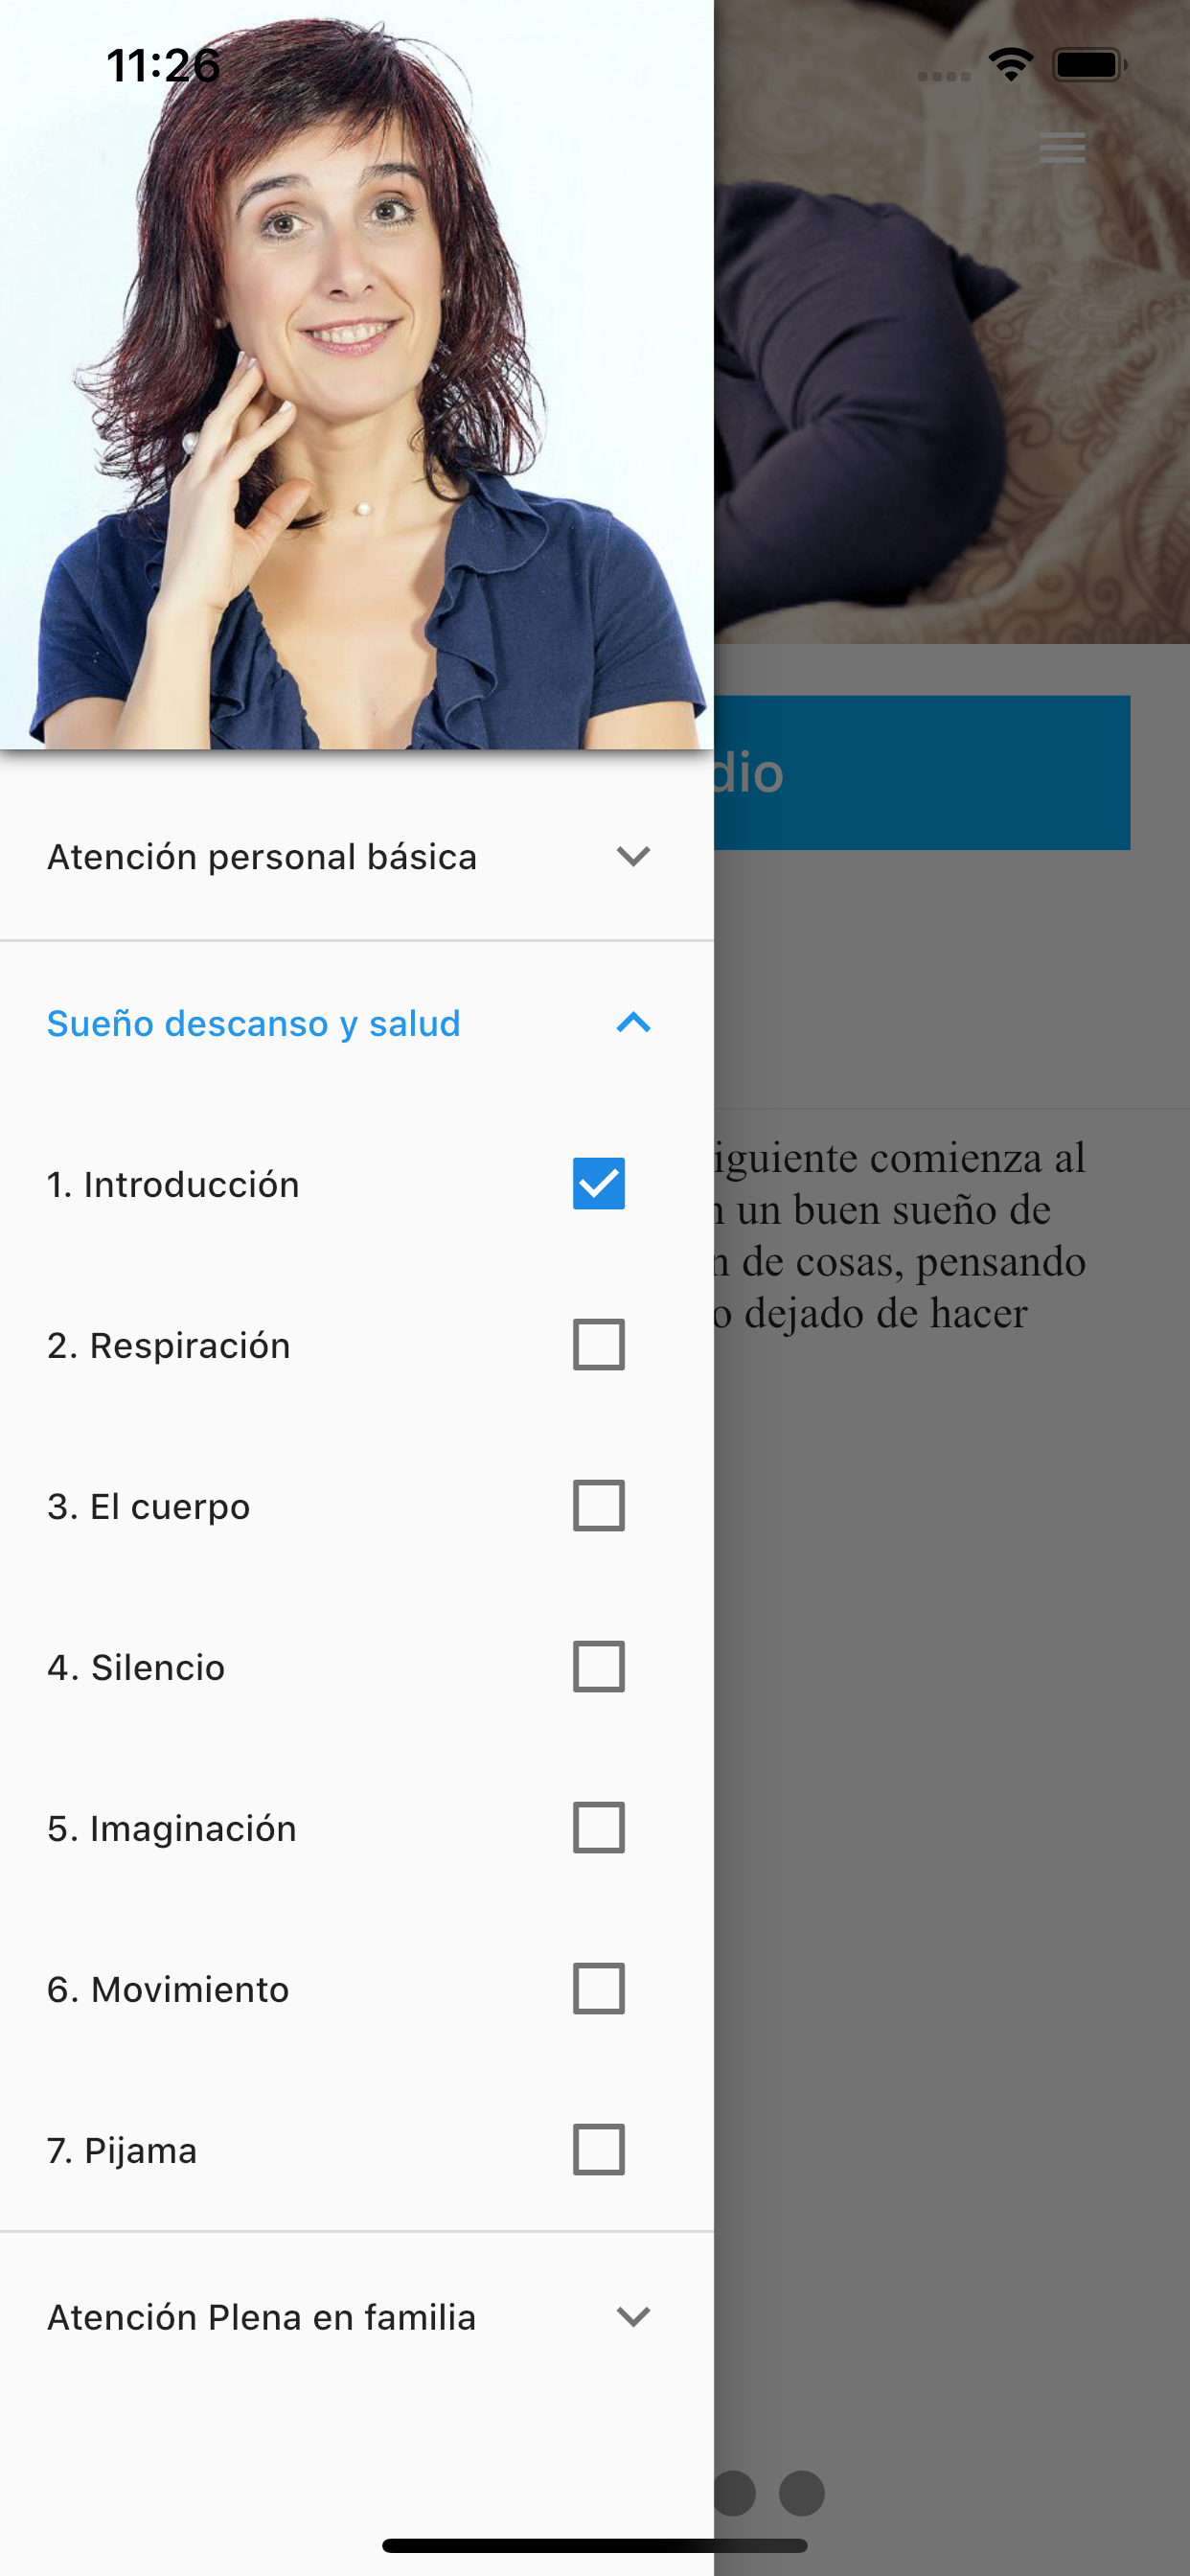 11:26
Atención personal básica
Sueño descanso y salud
1. Introducción
2. Respiración
3. El cuerpo
4. Silencio
5. Imaginación
6. Movimiento
7. Pijama
Atención Plena en familia
dio
iguiente comienza al
un buen sueño de
de cosas, pensando
o dejado de hacer